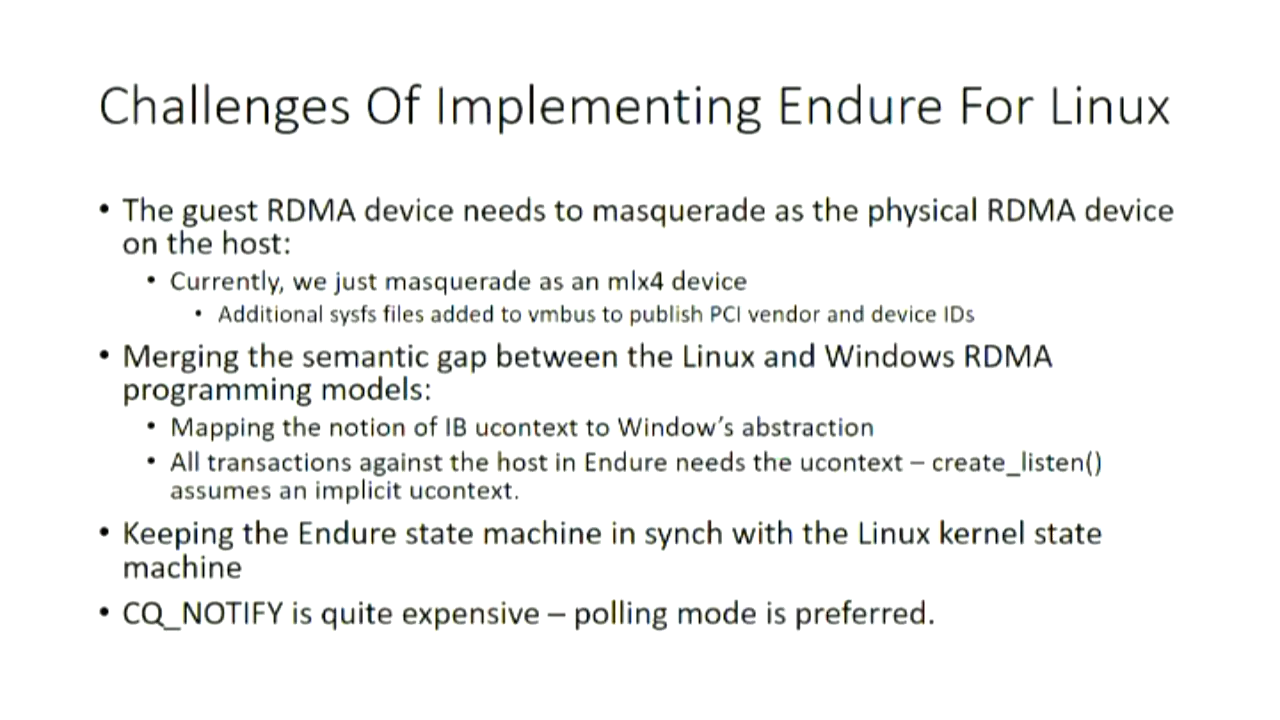 Challenges Of Implementing Endure For Linux
• The guest RDMA device needs to masquerade as the physical RDMA device
on the host:
• Currently, we just masquerade as an mlx4 device
• Additional sysfs files added to vmbus to publish PCI vendor and device IDs
• Merging the semantic gap between the Linux and Windows RDMA
programming models:
• Mapping the notion of IB ucontext to Window’s abstraction
• All transactions against the host in Endure needs the ucontext – create_listen()
assumes an implicit ucontext.
• Keeping the Endure state machine in synch with the Linux kernel state
machine
• CQ_NOTIFY is quite expensive – polling mode is preferred.